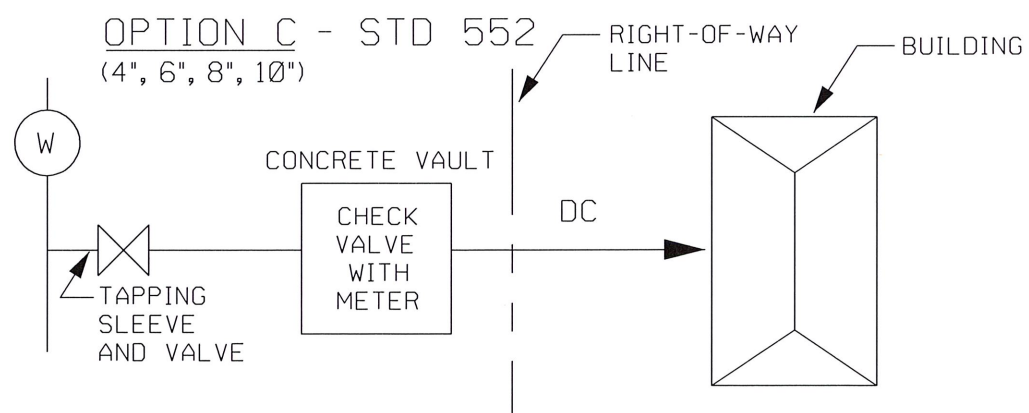 OPTION C - STD 552
(4", 6", 8", 10")
RIGHT-OF-WAY
LINE
BUILDING
W
CONCRETE VAULT
CHECK
VALVE
WITH
METER
DC
TAPPING
SLEEVE
AND VALVE